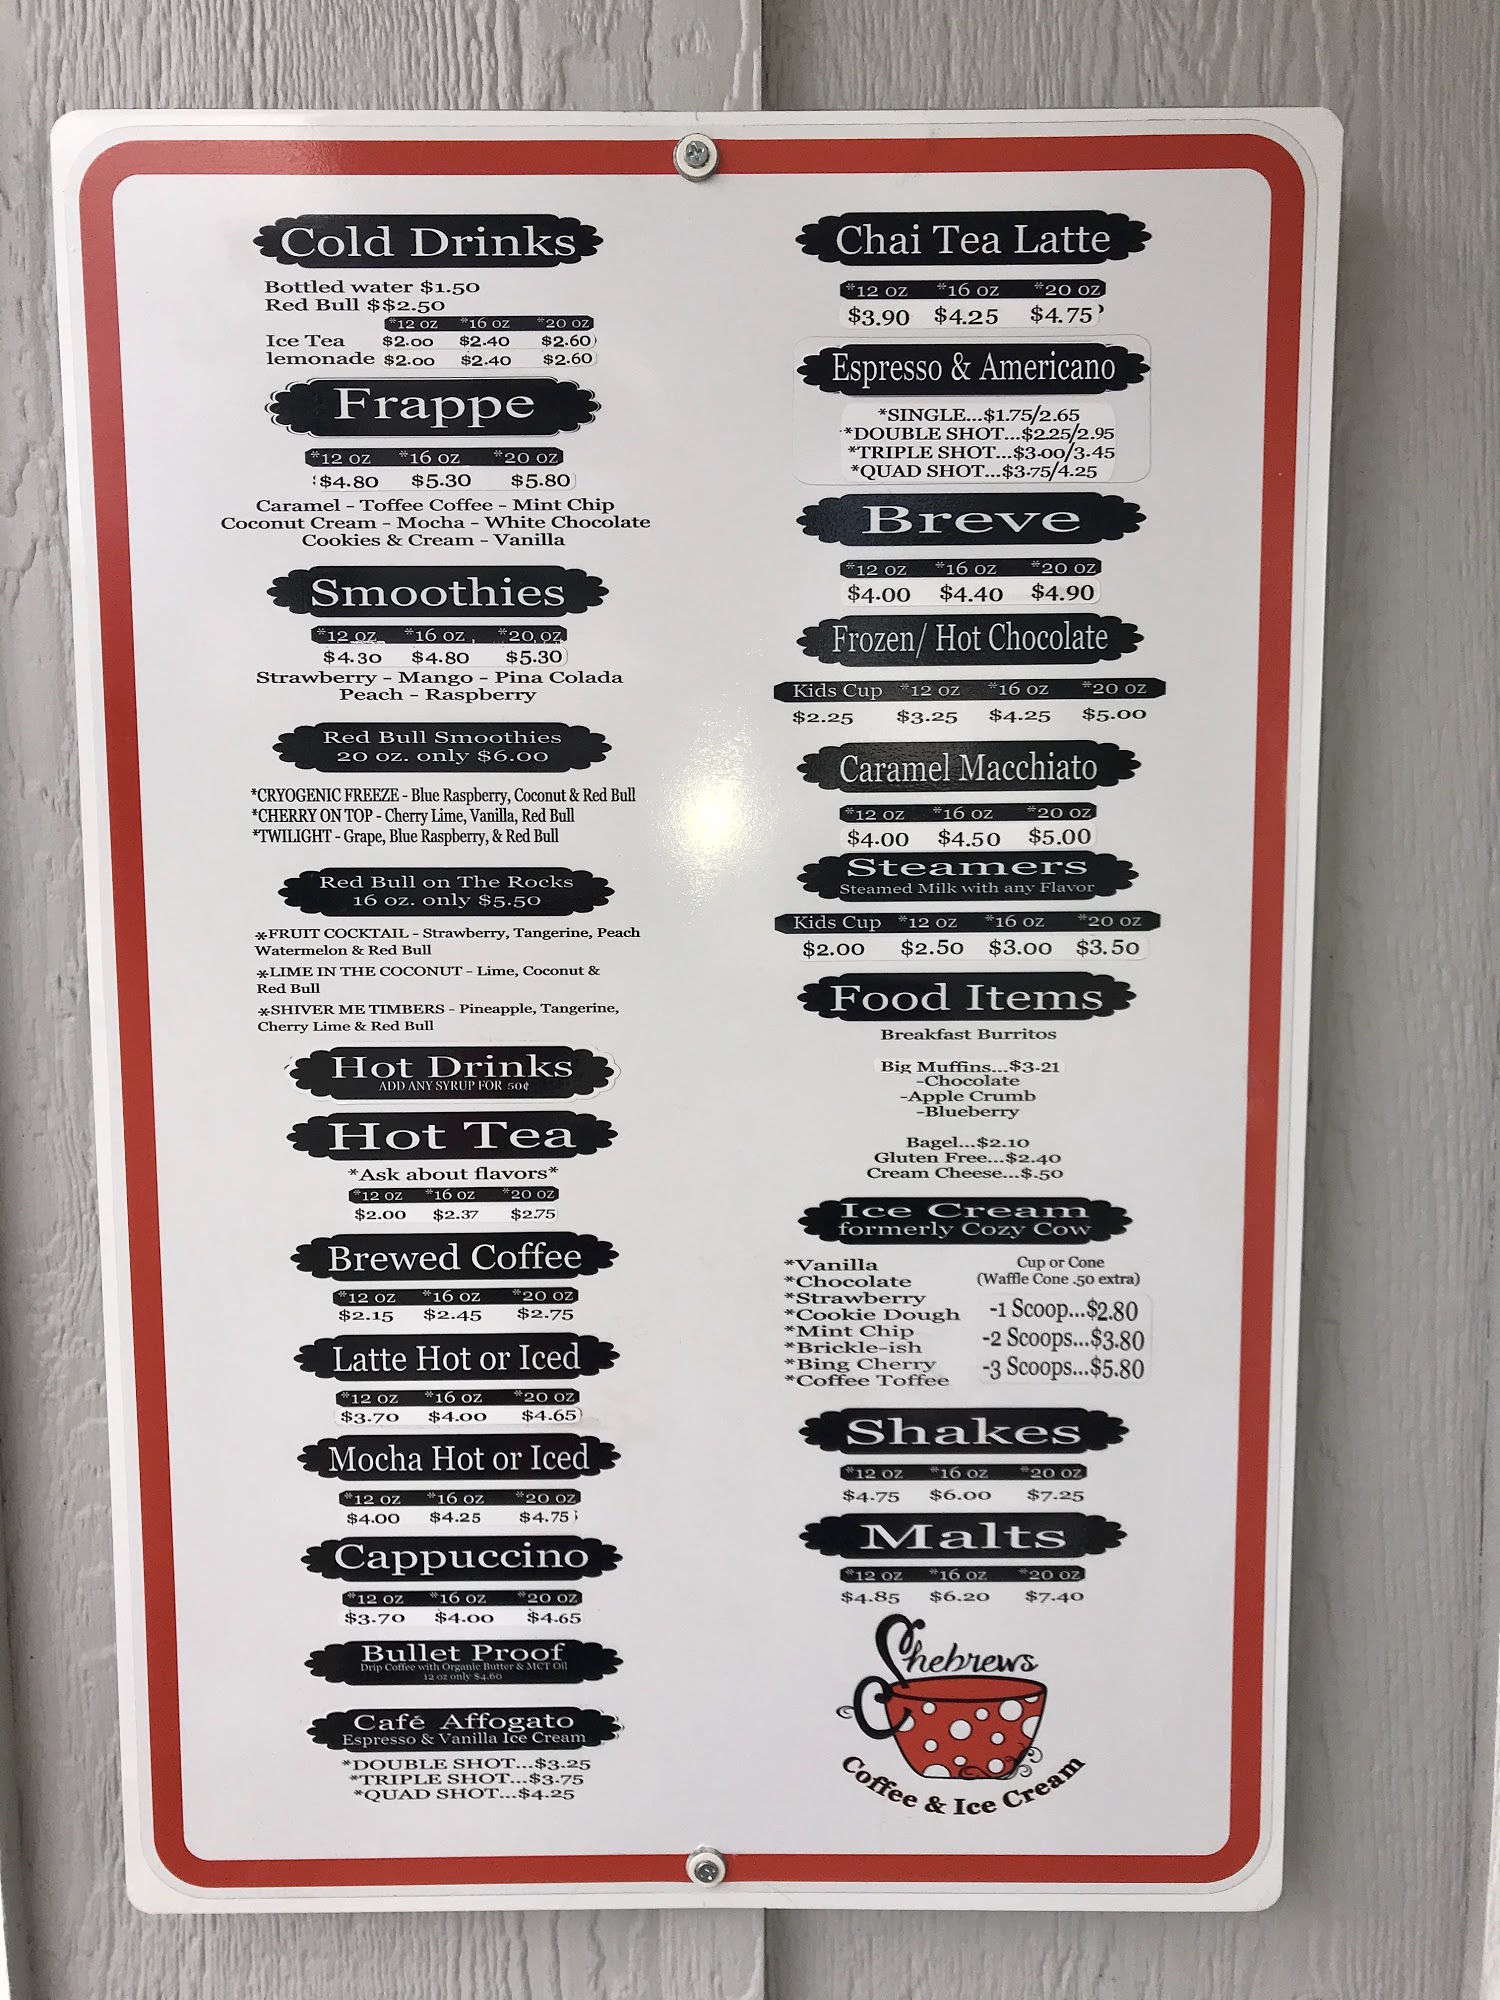 Cold Drinks
Bottled water $1.50
Red Bull $$2.50
*12 oz *16 oz *20 oz
Ice Tea $2.00 $2.40 $2.60
lemonade $2.00 $2.40 $2.60
Frappe
*12 oz *16 oz *20 oz
$4.80 $5.30 $5.80
Caramel - Toffee Coffee - Mint Chip
Coconut Cream - Mocha - White Chocolate
Cookies & Cream - Vanilla
Smoothies
*12 oz *16 oz *20 oz
$4.30 $4.80 $5.30
Strawberry - Mango - Pina Colada
Peach - Raspberry
Red Bull Smoothies
20 oz. only $6.00
*CRYOGENIC FREEZE - Blue Raspberry, Coconut & Red Bull
*CHERRY ON TOP - Cherry Lime, Vanilla, Red Bull
*TWILIGHT - Grape, Blue Raspberry, & Red Bull
Red Bull on The Rocks
16 oz. only $5.50
*FRUIT COCKTAIL - Strawberry, Tangerine, Peach
Watermelon & Red Bull
*LIME IN THE COCONUT - Lime, Coconut &
Red Bull
*SHIVER ME TIMBERS - Pineapple, Tangerine,
Cherry Lime & Red Bull
Hot Drinks
ADD ANY SYRUP FOR 50¢
Hot Tea
*Ask about flavors*
*12 oz *16 oz *20 oz
$2.00 $2.37 $2.75
Brewed Coffee
*12 oz *16 oz *20 oz
$2.15 $2.45 $2.75
Latte Hot or Iced
*12 oz *16 oz *20 oz
$3.70 $4.00 $4.65
Mocha Hot or Iced
*12 oz *16 oz *20 oz
$4.00 $4.25 $4.75
Cappuccino
*12 oz *16 oz *20 oz
$3.70 $4.00 $4.65
Bullet Proof
Drip Coffee with Organic Butter & MCT Oil
12 oz only $4.60
Café Affogato
Espresso & Vanilla Ice Cream
*DOUBLE SHOT...$3.25
*TRIPLE SHOT...$3.75
*QUAD SHOT...$4.25
Chai Tea Latte
*12 oz *16 oz *20 oz
$3.90 $4.25 $4.75
Espresso & Americano
*SINGLE...$1.75/2.65
*DOUBLE SHOT...$2.25/2.95
*TRIPLE SHOT...$3.00/3.45
*QUAD SHOT...$3.75/4.25
Breve
*12 oz *16 oz *20 oz
$4.00 $4.40 $4.90
Frozen/ Hot Chocolate
Kids Cup *12 oz *16 oz *20 oz
$2.25 $3.25 $4.25 $5.00
Caramel Macchiato
*12 oz *16 oz *20 oz
$4.00 $4.50 $5.00
Steamers
Steamed Milk with any Flavor
Kids Cup *12 oz *16 oz *20 oz
$2.00 $2.50 $3.00 $3.50
Food Items
Breakfast Burritos
Big Muffins...$3.21
-Chocolate
-Apple Crumb
-Blueberry
Bagel...$2.10
Gluten Free...$2.40
Cream Cheese...$.50
Ice Cream
formerly Cozy Cow
*Vanilla
*Chocolate
*Strawberry
*Cookie Dough
*Mint Chip
*Brickle-ish
*Bing Cherry
*Coffee Toffee
Cup or Cone
(Waffle Cone .50 extra)
-1 Scoop...$2.80
-2 Scoops...$3.80
-3 Scoops...$5.80
Shakes
*12 oz *16 oz *20 oz
$4.75 $6.00 $7.25
Malts
*12 oz *16 oz *20 oz
$4.85 $6.20 $7.40
Shebrews
Coffee & Ice Cream